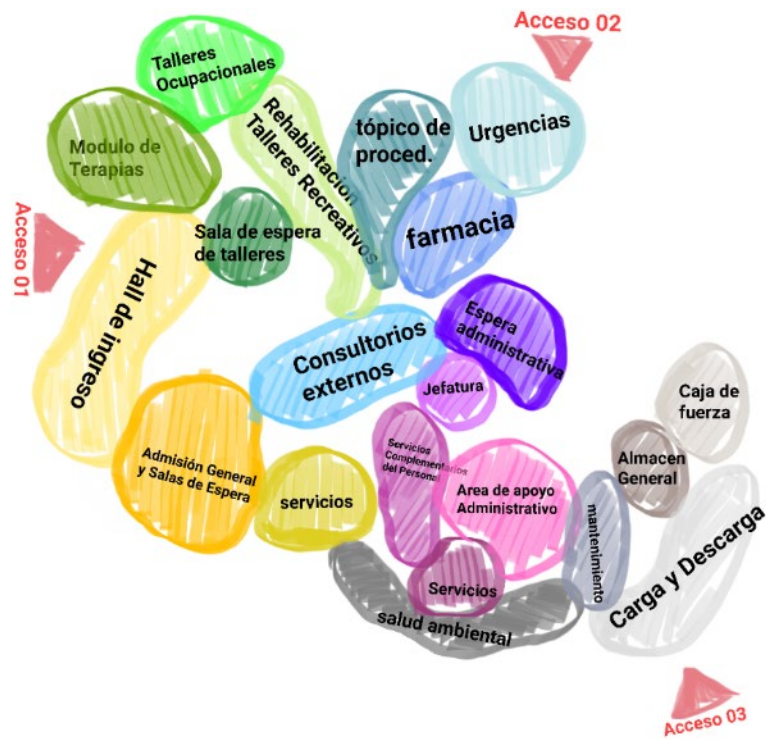 Acceso 02
Talleres
Ocupacionales
Rehabilitacion
Talleres Recreativos
tópico de
proced.
Urgencias
Modulo de
Terapias
Acceso 01
Sala de espera
de talleres
farmacia
Hall de ingreso
Espera
administrativa
Consultorios
externos
Jefatura
Caja de
fuerza
Servicios
Complementarios
del Personal
Almacen
General
Admisión General
y Salas de Espera
servicios
Area de apoyo
Administrativo
mantenimiento
Carga y Descarga
Servicios
salud ambiental
Acceso 03